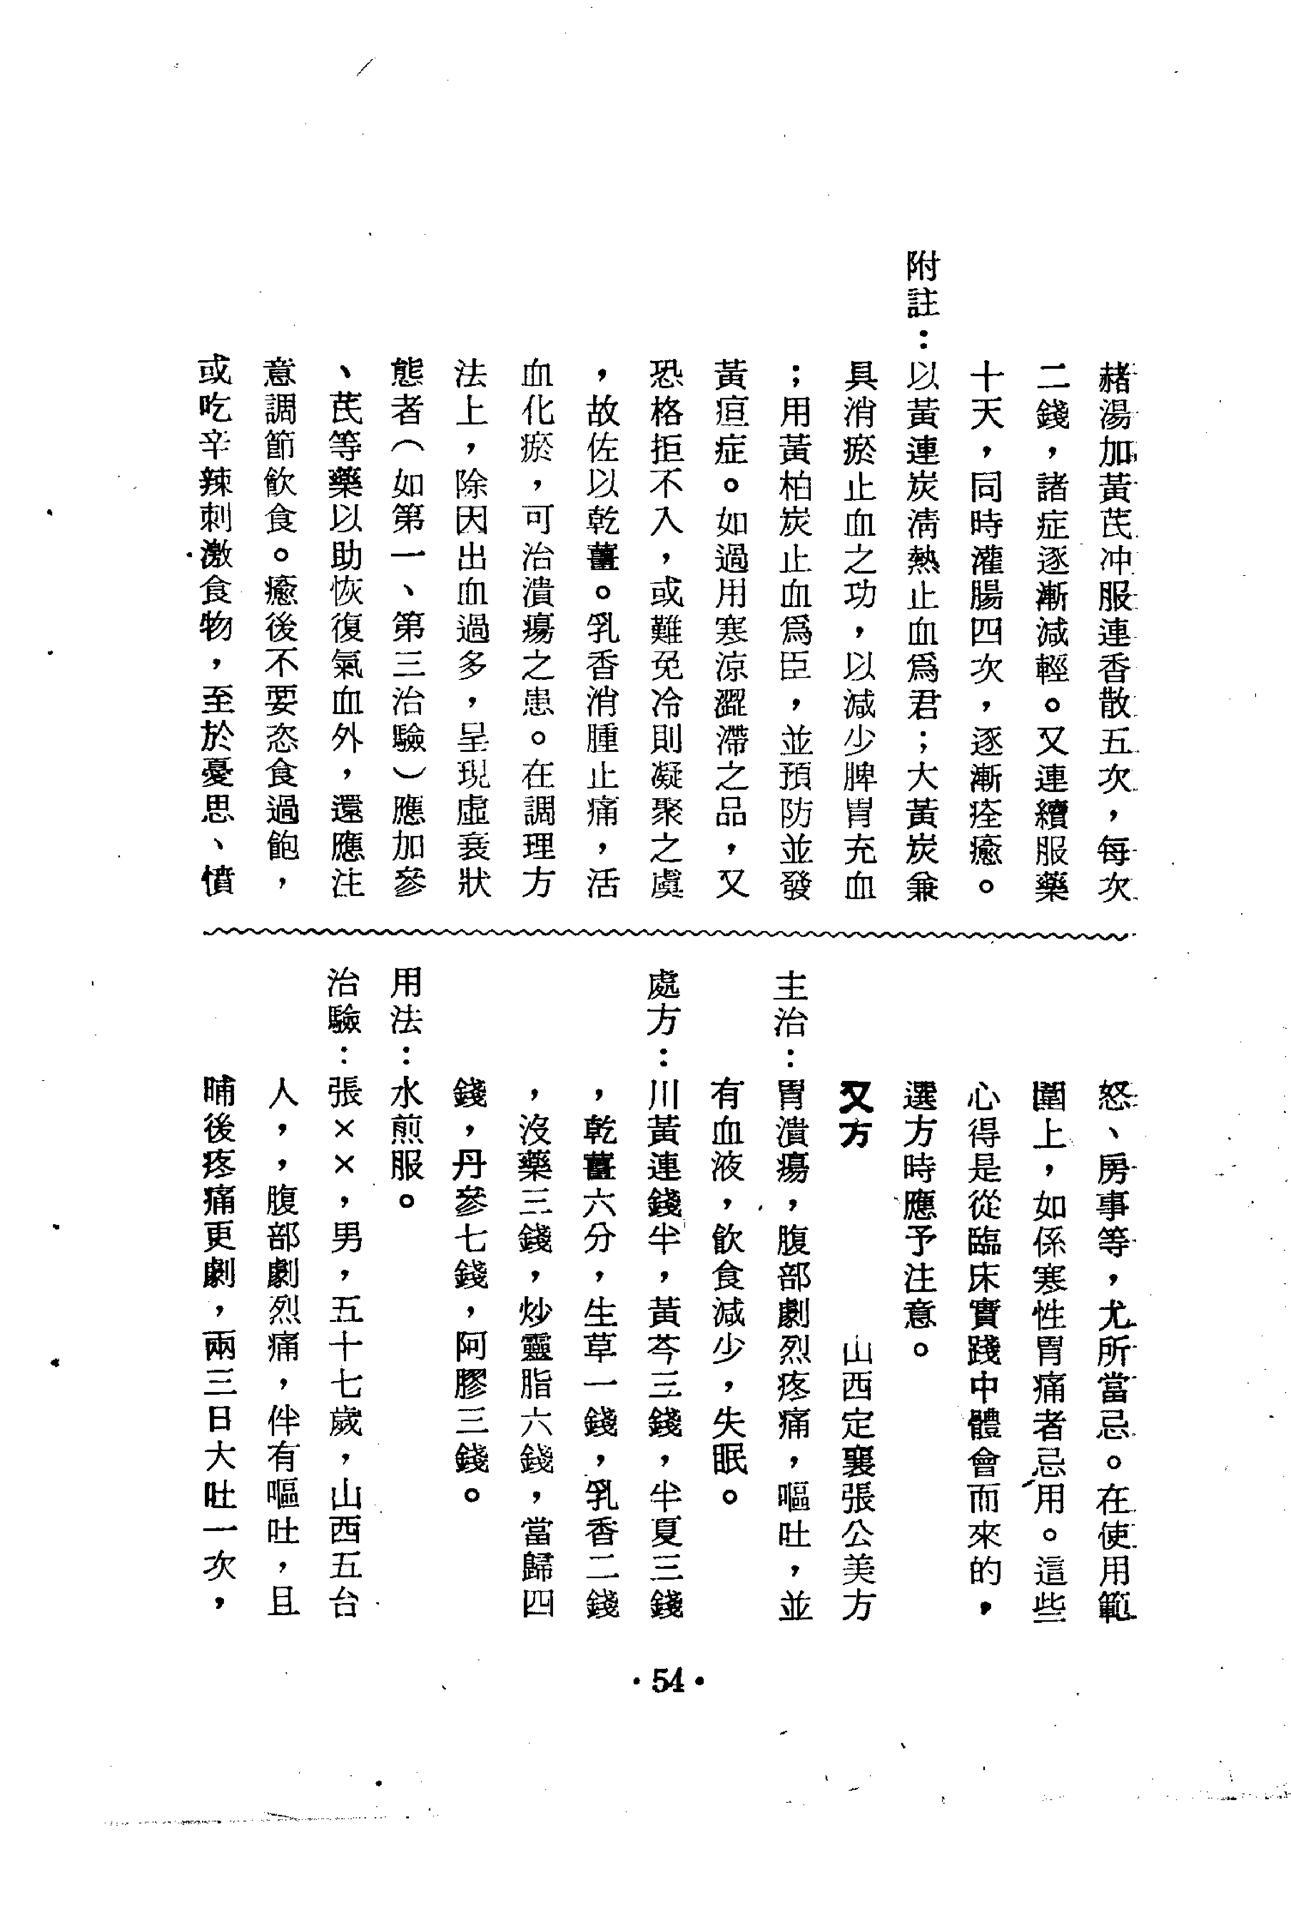 赭湯加黃芪冲服連香散五次，每次
二錢，諸症逐漸減輕。又連續服藥
十天，同時灌腸四次，逐漸痊癒。
附註：以黃連炭淸熱止血爲君；大黃炭兼
具消瘀止血之功，以減少脾胃充血
；用黃柏炭止血爲臣，並預防並發
黃疸症。如過用寒涼澀滯之品，又
恐格拒不入，或難免冷則凝聚之虞
，故佐以乾薑。乳香消腫止痛，活
血化瘀，可治潰瘍之患。在調理方
法上，除因出血過多，呈現虛衰狀
態者（如第一、第三治驗）應加參
、芪等藥以助恢復氣血外，還應注
意調節飲食。癒後不要恣食過飽，
或吃辛辣刺激食物，至於憂思、憤
怒、房事等，尤所當忌。在使用範
圍上，如係寒性胃痛者忌用。這些
心得是從臨床實踐中體會而來的，
選方時應予注意。
又方　山西定襄張公美方
主治：胃潰瘍，腹部劇烈疼痛，嘔吐，並
有血液，飲食減少，失眠。
處方：川黃連錢半，黃芩三錢，半夏三錢
，乾薑六分，生草一錢，乳香二錢
，沒藥三錢，炒靈脂六錢，當歸四
錢，丹參七錢，阿膠三錢。
用法：水煎服。
治驗：張××，男，五十七歲，山西五台
人，，腹部劇烈痛，伴有嘔吐，且
晡後疼痛更劇，兩三日大吐一次，
·54·